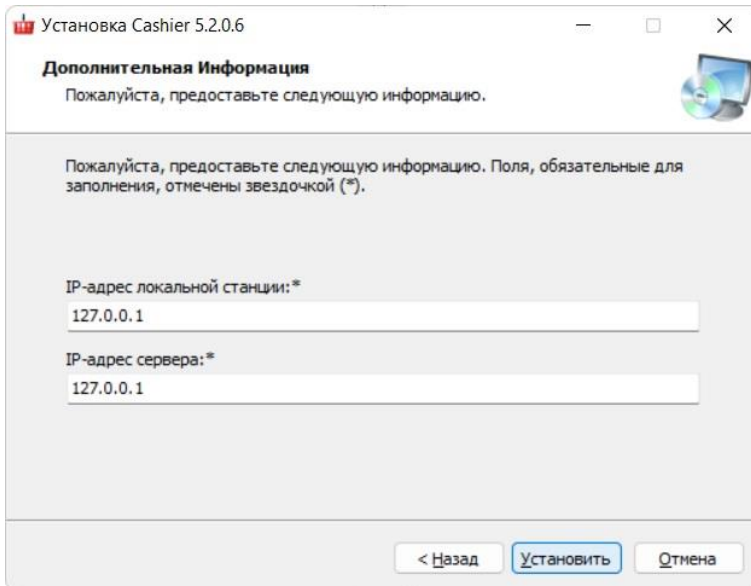 Установка Cashier 5.2.0.6
Дополнительная Информация
Пожалуйста, предоставьте следующую информацию.
Пожалуйста, предоставьте следующую информацию. Поля, обязательные для
заполнения, отмечены звездочкой (*).
IP-адрес локальной станции:*
127.0.0.1
IP-адрес сервера:*
127.0.0.1
< Назад Установить Отмена